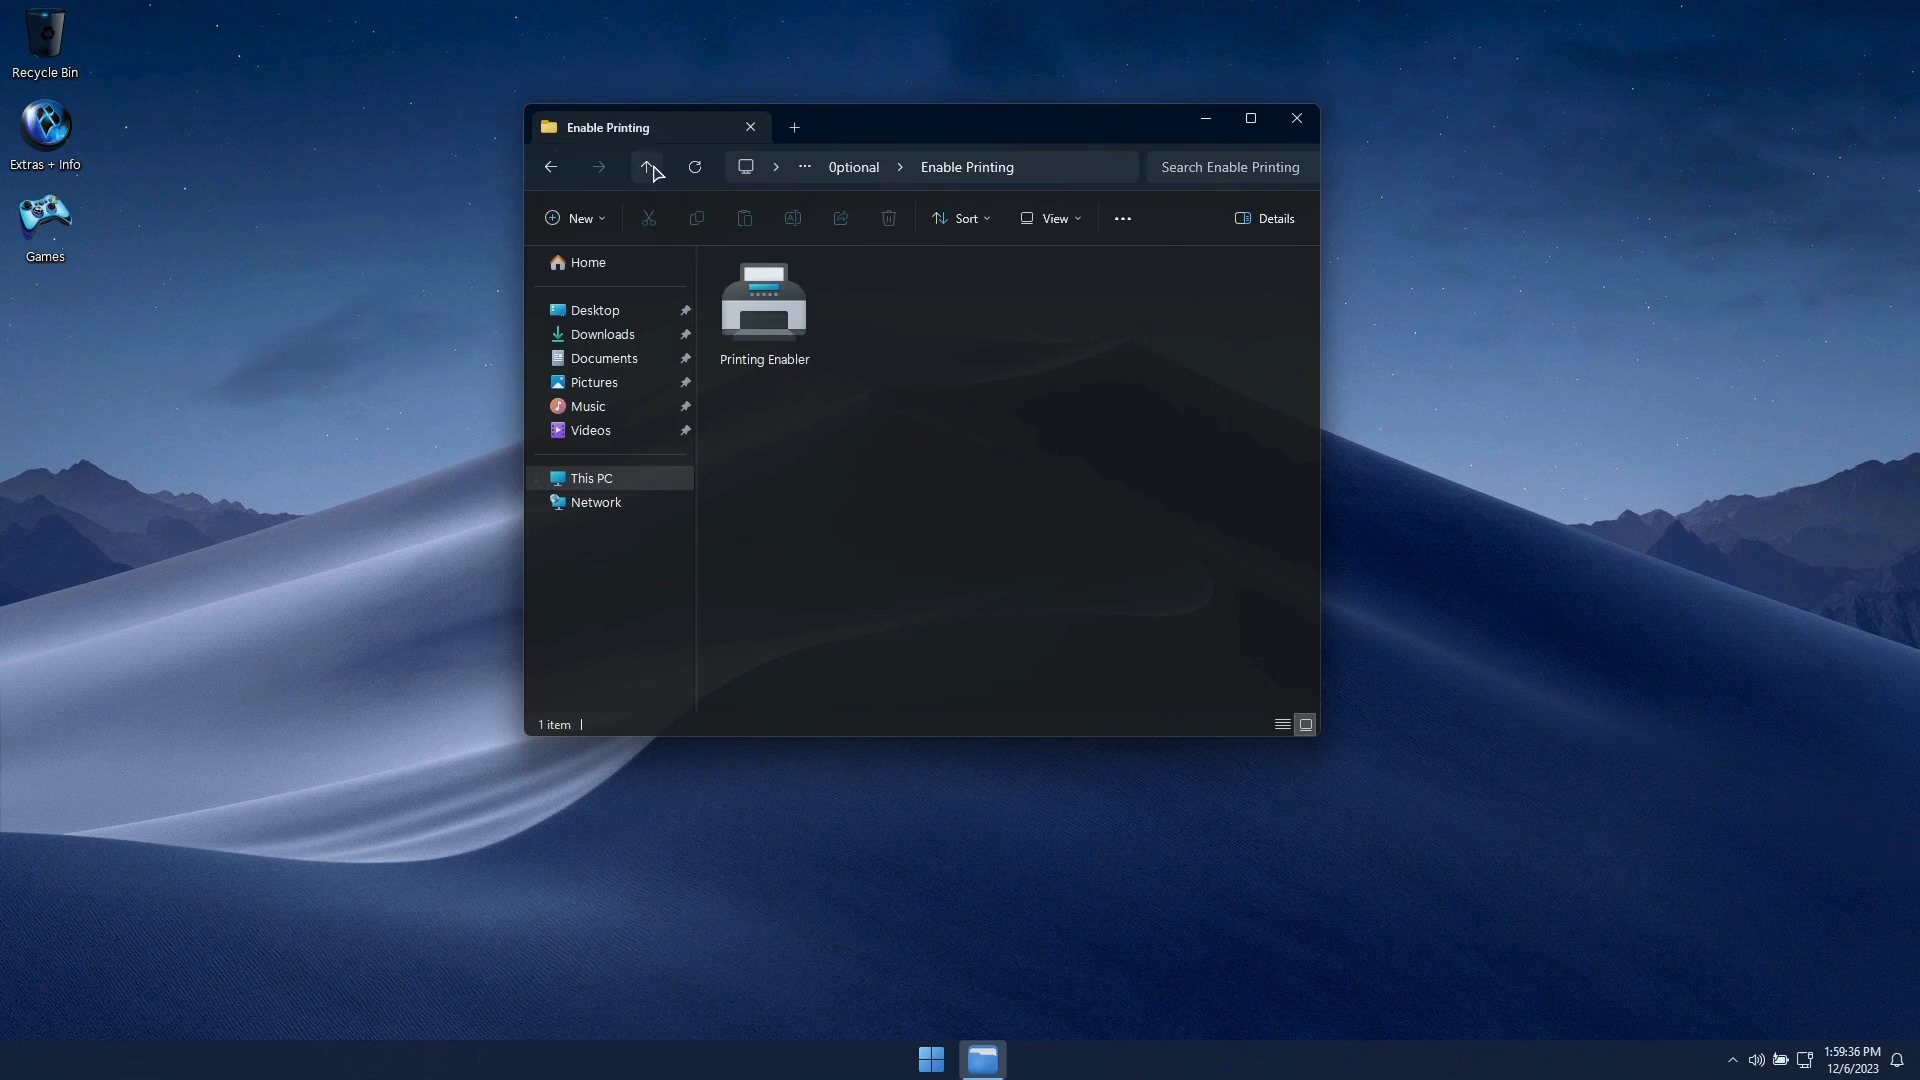 Recycle Bin
Extras + Info
Games
Enable Printing
Optional
Enable Printing
Search Enable Printing
New
Sort
View
Details
Home
Desktop
Downloads
Documents
Pictures
Music
Videos
This PC
Network
Printing Enabler
1 item
1:59:36 PM
12/6/2023